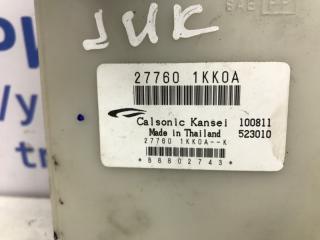 JUK
27760 1KK0A
Calsonic Kansei 100811
Made in Thailand 523010
27760 1KK0A--K
*88802743*